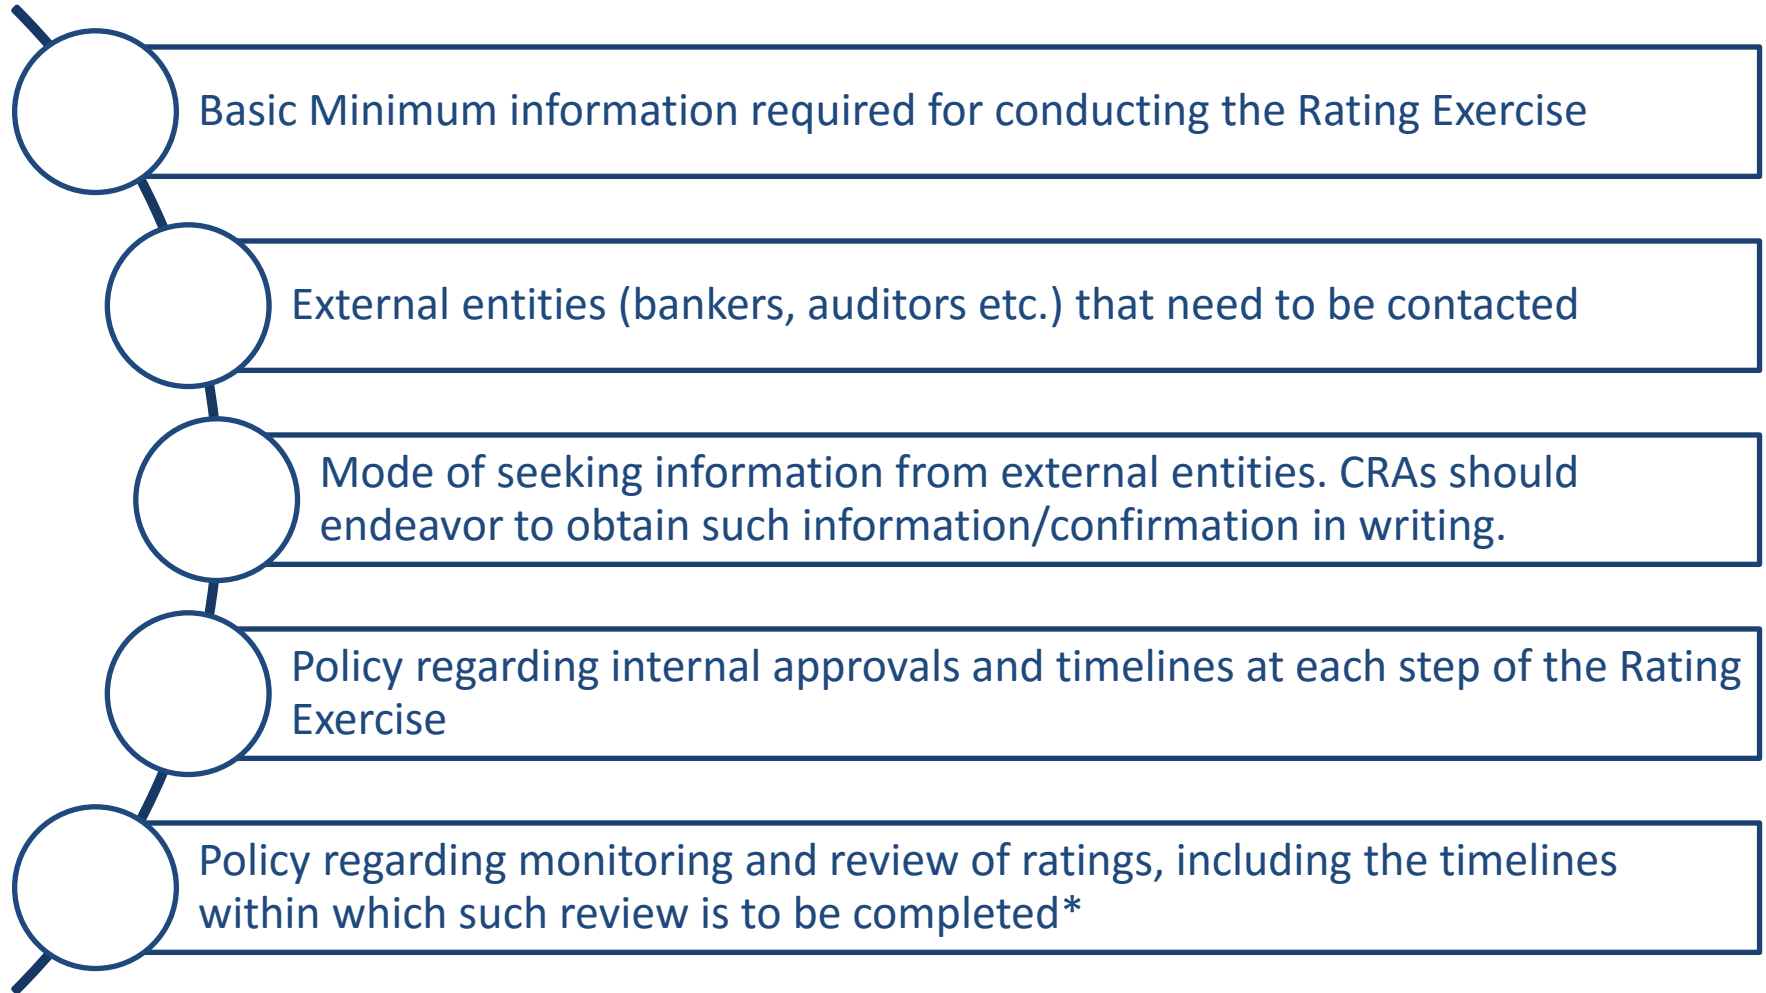 Basic Minimum information required for conducting the Rating Exercise
External entities (bankers, auditors etc.) that need to be contacted
Mode of seeking information from external entities. CRAs should
endeavor to obtain such information/confirmation in writing.
Policy regarding internal approvals and timelines at each step of the Rating
Exercise
Policy regarding monitoring and review of ratings, including the timelines
within which such review is to be completed*